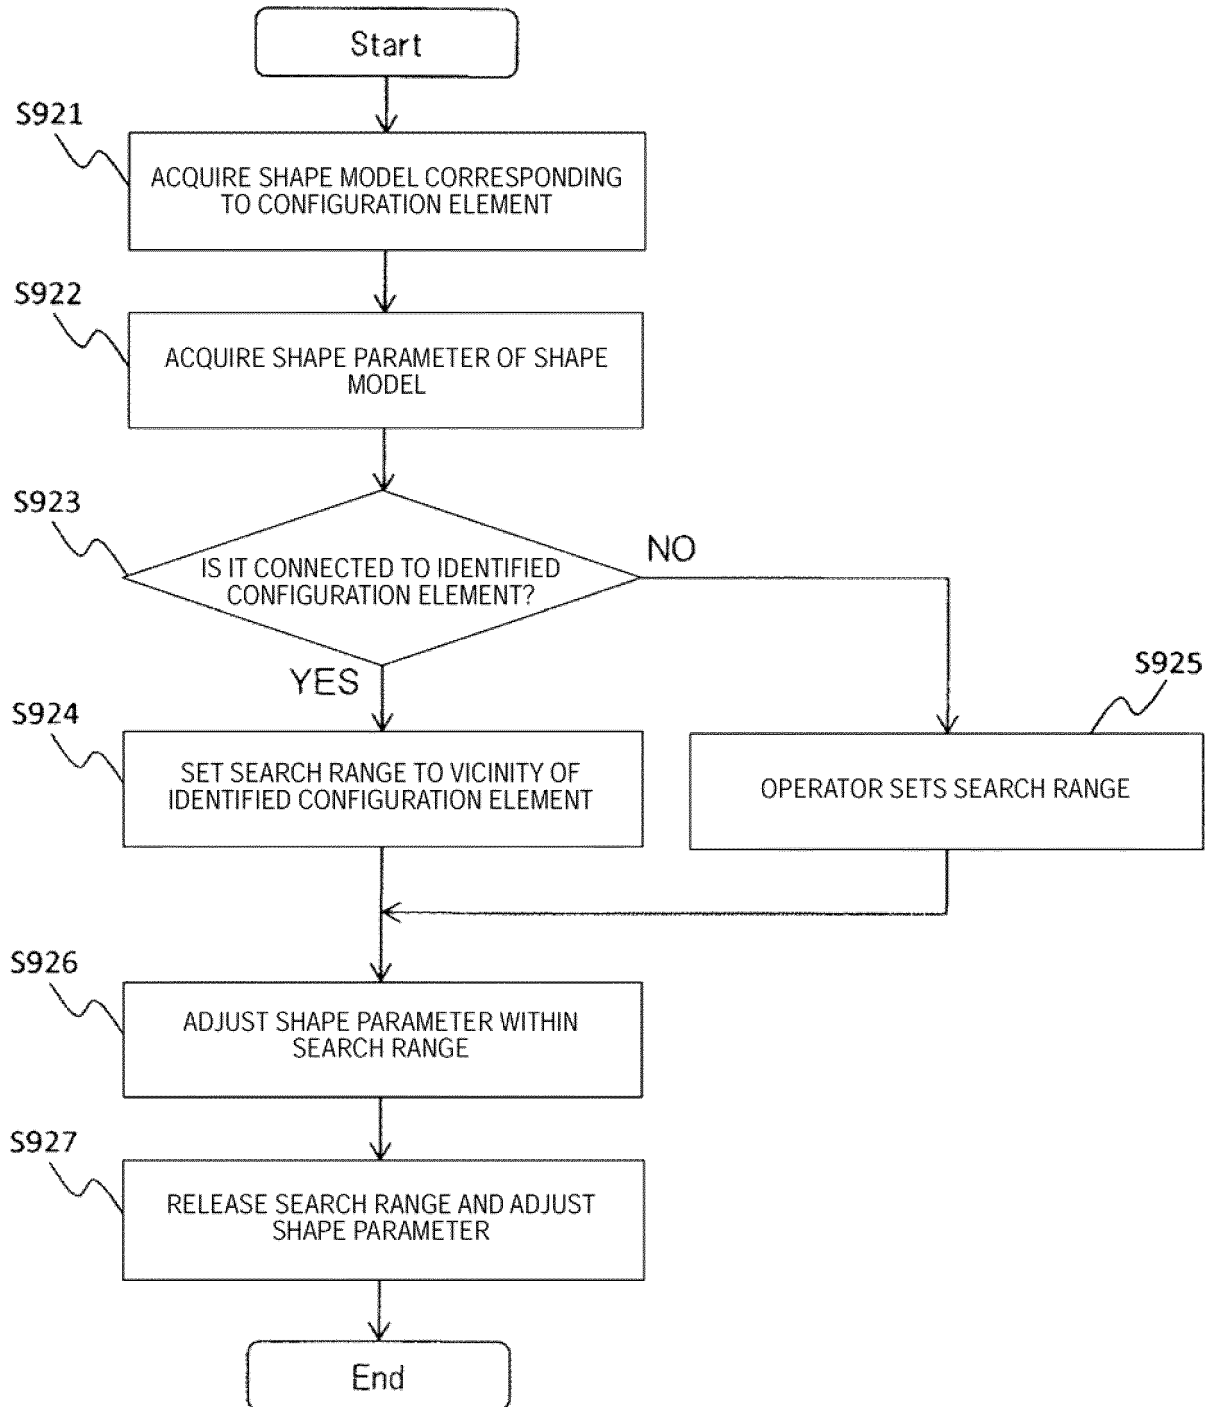 Start
S921
ACQUIRE SHAPE MODEL CORRESPONDING
TO CONFIGURATION ELEMENT
S922
ACQUIRE SHAPE PARAMETER OF SHAPE
MODEL
S923
IS IT CONNECTED TO IDENTIFIED
CONFIGURATION ELEMENT?
NO
YES
S924
SET SEARCH RANGE TO VICINITY OF
IDENTIFIED CONFIGURATION ELEMENT
S925
OPERATOR SETS SEARCH RANGE
S926
ADJUST SHAPE PARAMETER WITHIN
SEARCH RANGE
S927
RELEASE SEARCH RANGE AND ADJUST
SHAPE PARAMETER
End